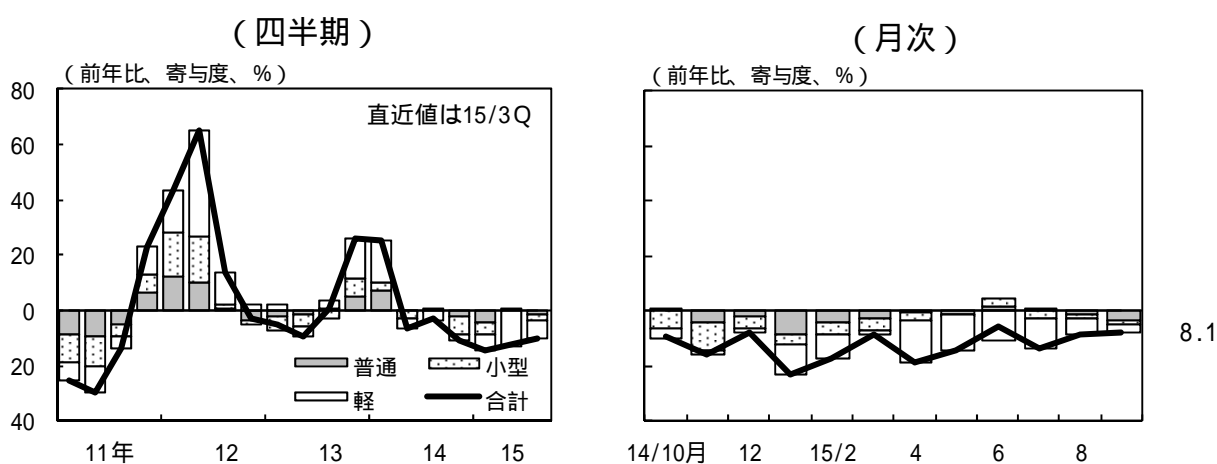 （四半期）
（前年比、寄与度、％）
80
60
40
20
0
20
40
直近値は15/3Q
普通
小型
軽
合計
11年
12
13
14
15
（月次）
（前年比、寄与度、％）
14/10月
12
15/2
4
6
8
8.1